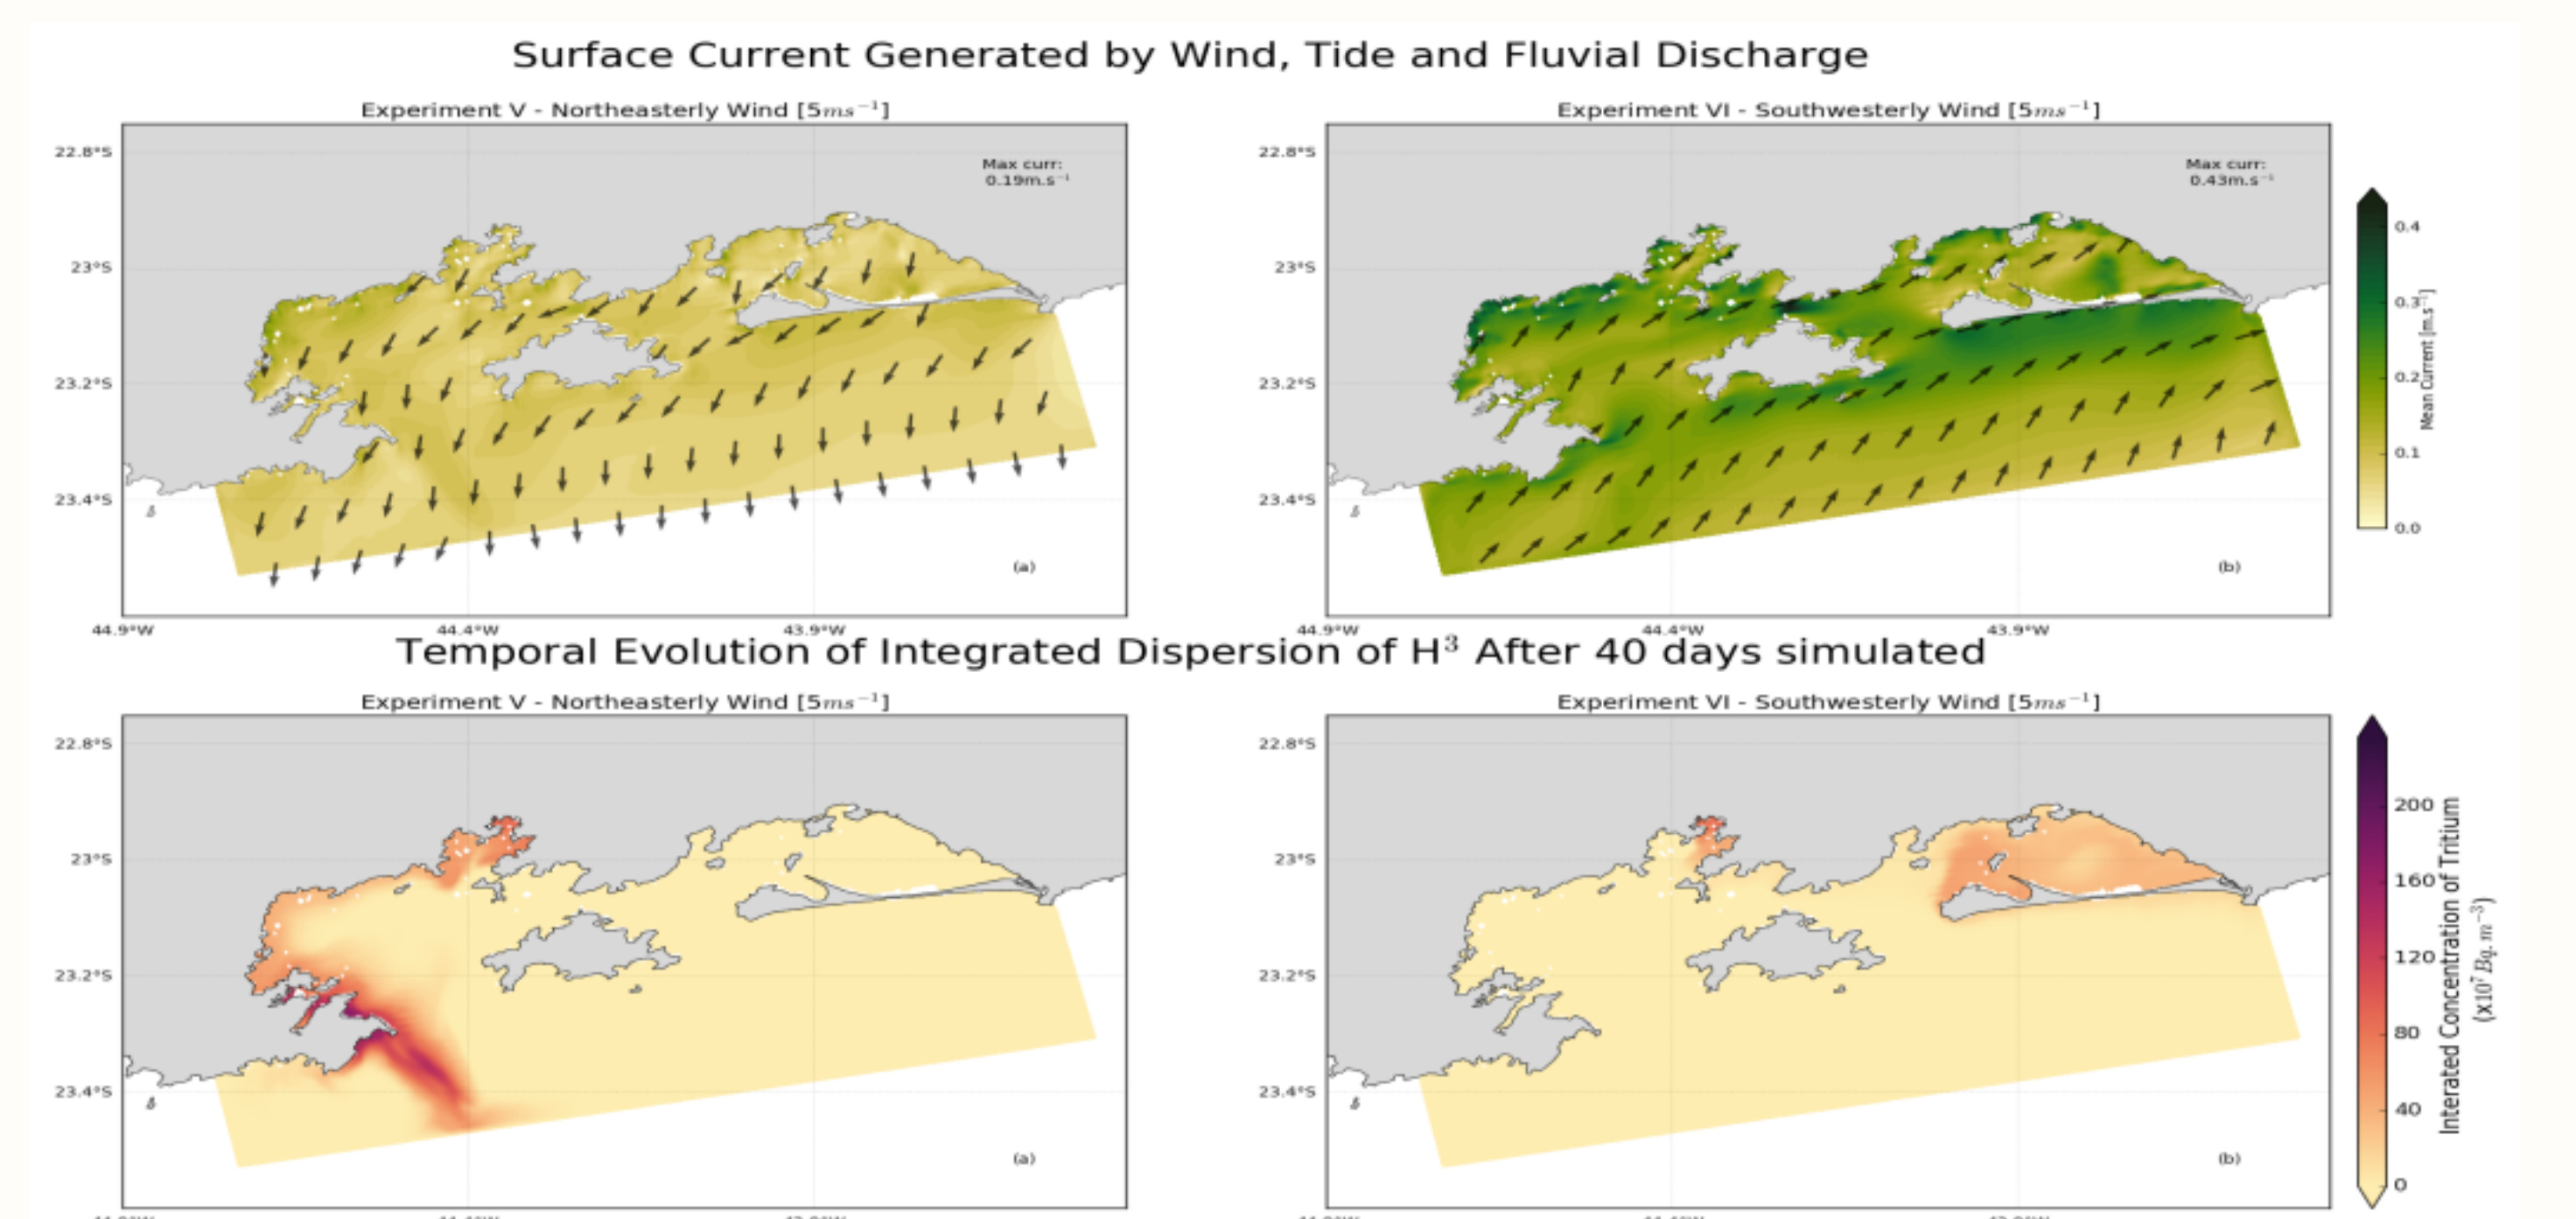 Surface Current Generated by Wind, Tide and Fluvial Discharge
Experiment V - Northeasterly Wind [5ms⁻¹]
22.8°S
23°S
23.2°S
23.4°S
Max curr:
0.19m.s⁻¹
(a)
44.9°W
44.4°W
43.9°W
Experiment VI - Southwesterly Wind [5ms⁻¹]
22.8°S
23°S
23.2°S
23.4°S
Max curr:
0.43m.s⁻¹
(b)
44.9°W
44.4°W
43.9°W
0.4
0.3
0.2
0.1
0.0
Mean Current [m.s⁻¹]
Temporal Evolution of Integrated Dispersion of H³ After 40 days simulated
Experiment V - Northeasterly Wind [5ms⁻¹]
22.8°S
23°S
23.2°S
23.4°S
(a)
Experiment VI - Southwesterly Wind [5ms⁻¹]
22.8°S
23°S
23.2°S
23.4°S
(b)
200
160
120
80
40
0
Interated Concentration of Tritium
(x10⁷Bq.m⁻³)